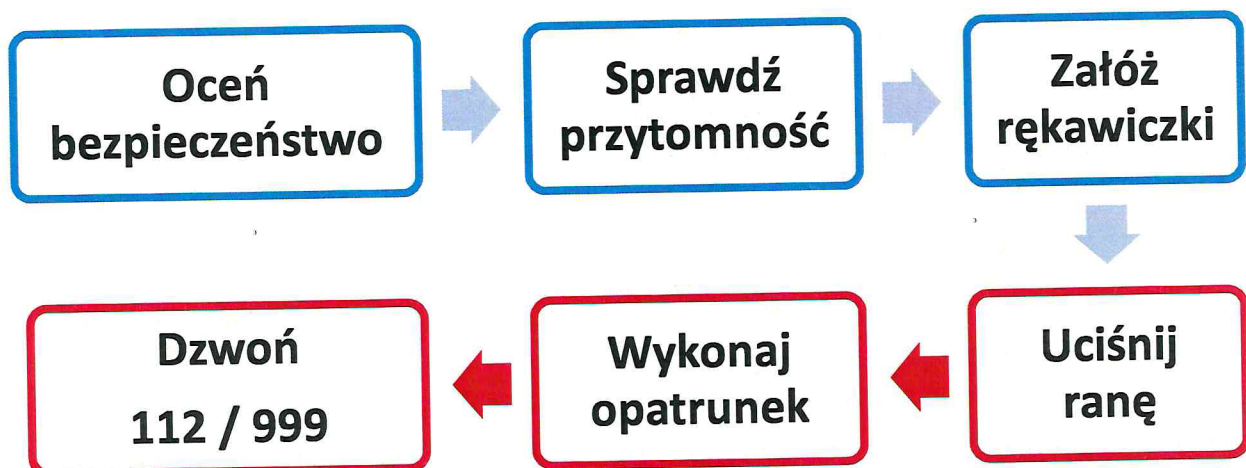 Oceń
bezpieczeństwo
Sprawdź
przytomność
Załóż
rękawiczki
Uciśnij
ranę
Wykonaj
opatrunek
Dzwoń
112 / 999